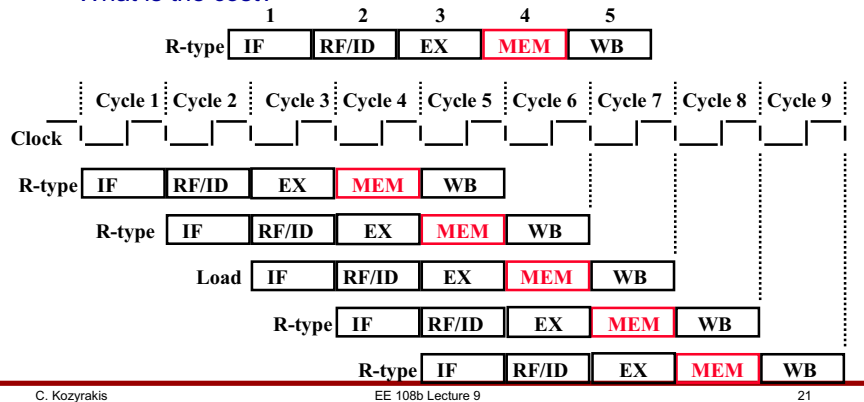 What is the cost?
1 2 3 4 5
R-type IF RF/ID EX MEM WB
Cycle 1 Cycle 2 Cycle 3 Cycle 4 Cycle 5 Cycle 6 Cycle 7 Cycle 8 Cycle 9
Clock
R-type IF RF/ID EX MEM WB
R-type IF RF/ID EX MEM WB
Load IF RF/ID EX MEM WB
R-type IF RF/ID EX MEM WB
R-type IF RF/ID EX MEM WB
C. Kozyrakis EE 108b Lecture 9 21